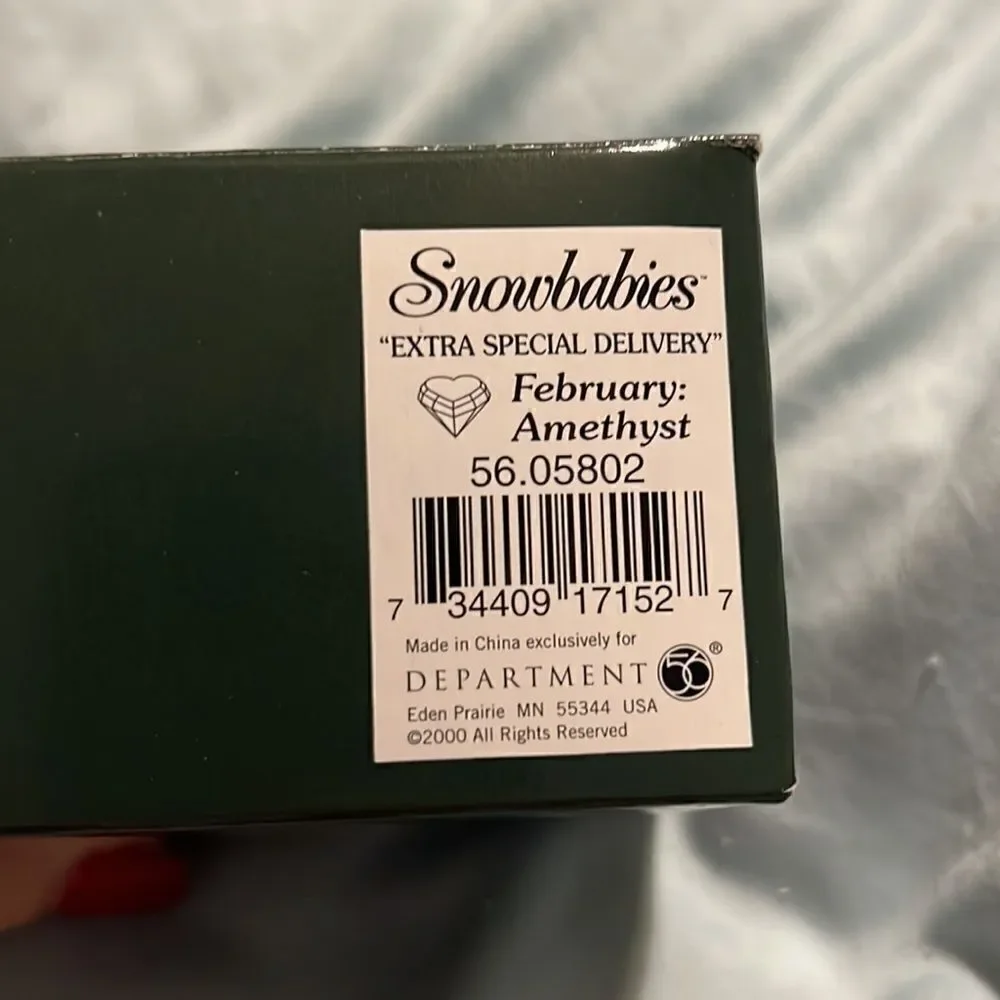 Snowbabies™
“EXTRA SPECIAL DELIVERY”
February:
Amethyst
56.05802
7 34409 17152 7
Made in China exclusively for
DEPARTMENT 56®
Eden Prairie MN 55344 USA
©2000 All Rights Reserved